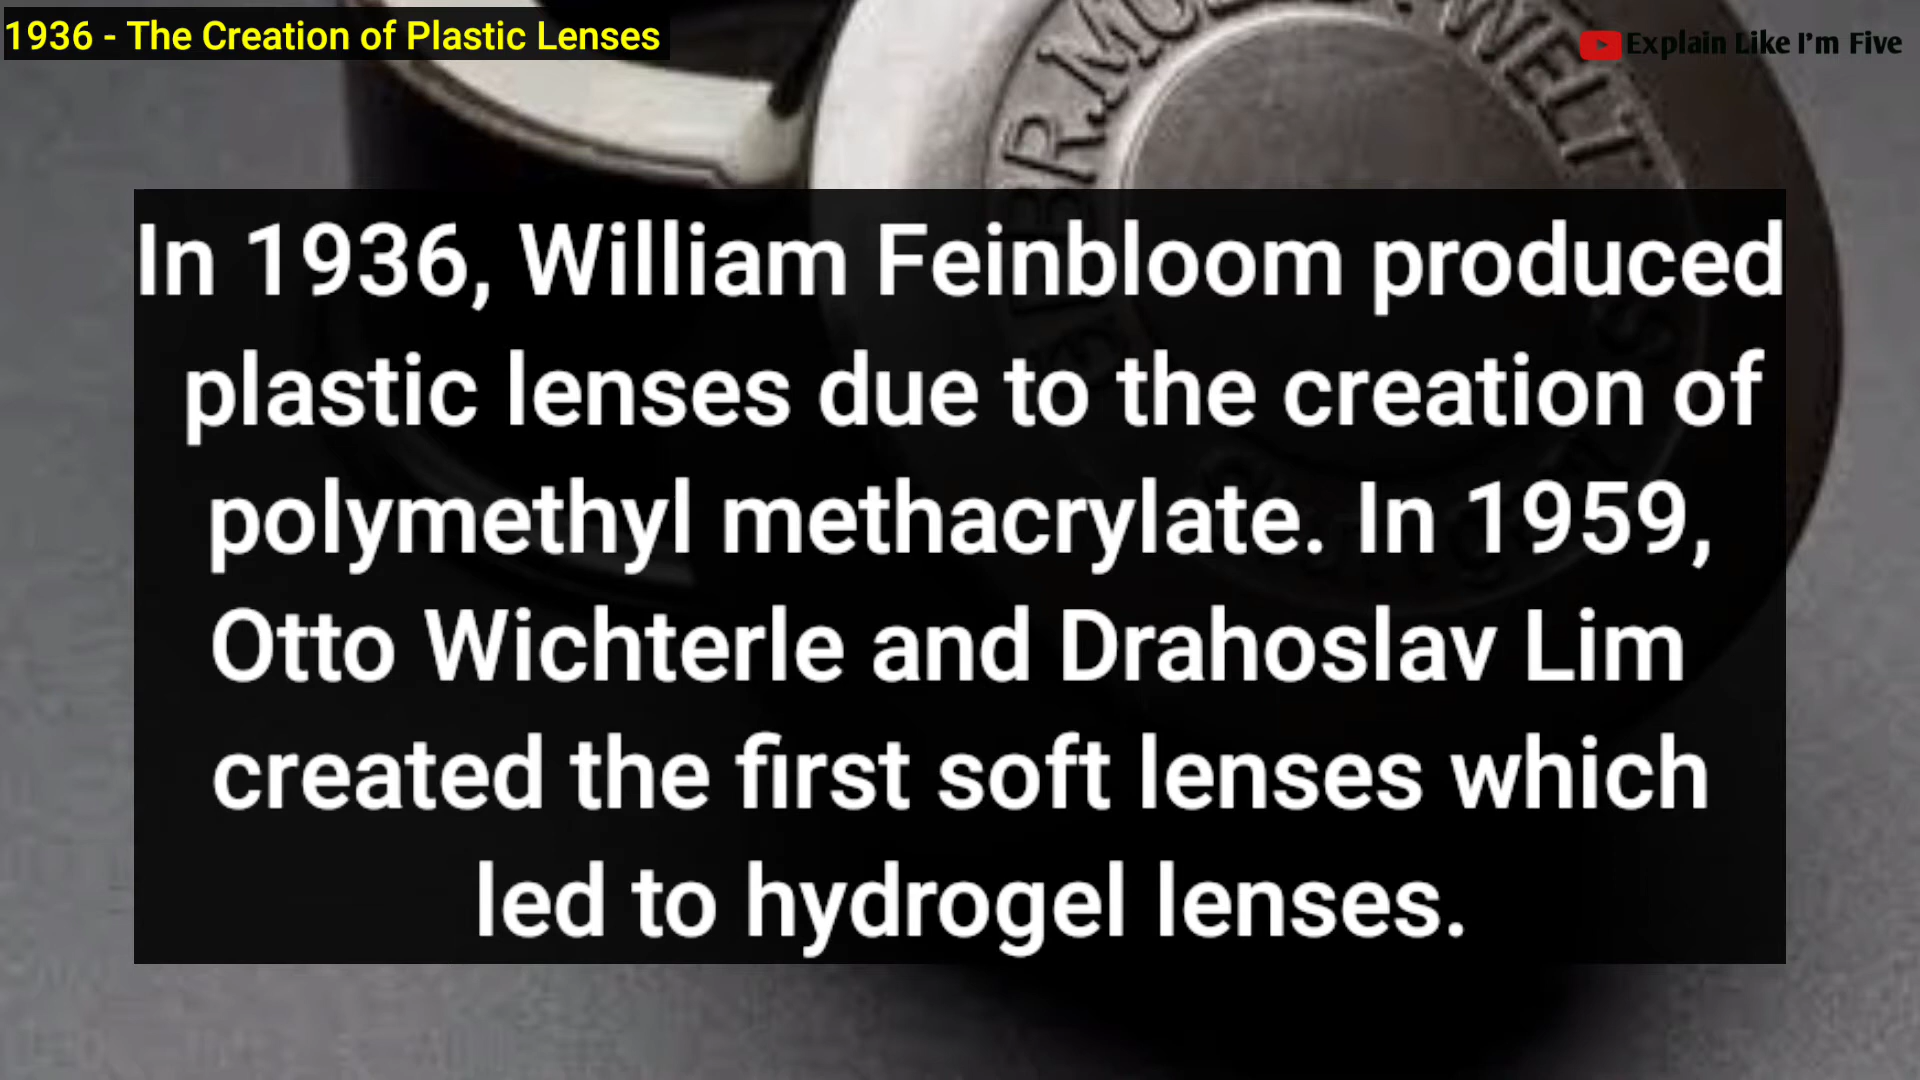 1936 - The Creation of Plastic Lenses
Explain Like I'm Five
In 1936, William Feinbloom produced
plastic lenses due to the creation of
polymethyl methacrylate. In 1959,
Otto Wichterle and Drahoslav Lim
created the first soft lenses which
led to hydrogel lenses.